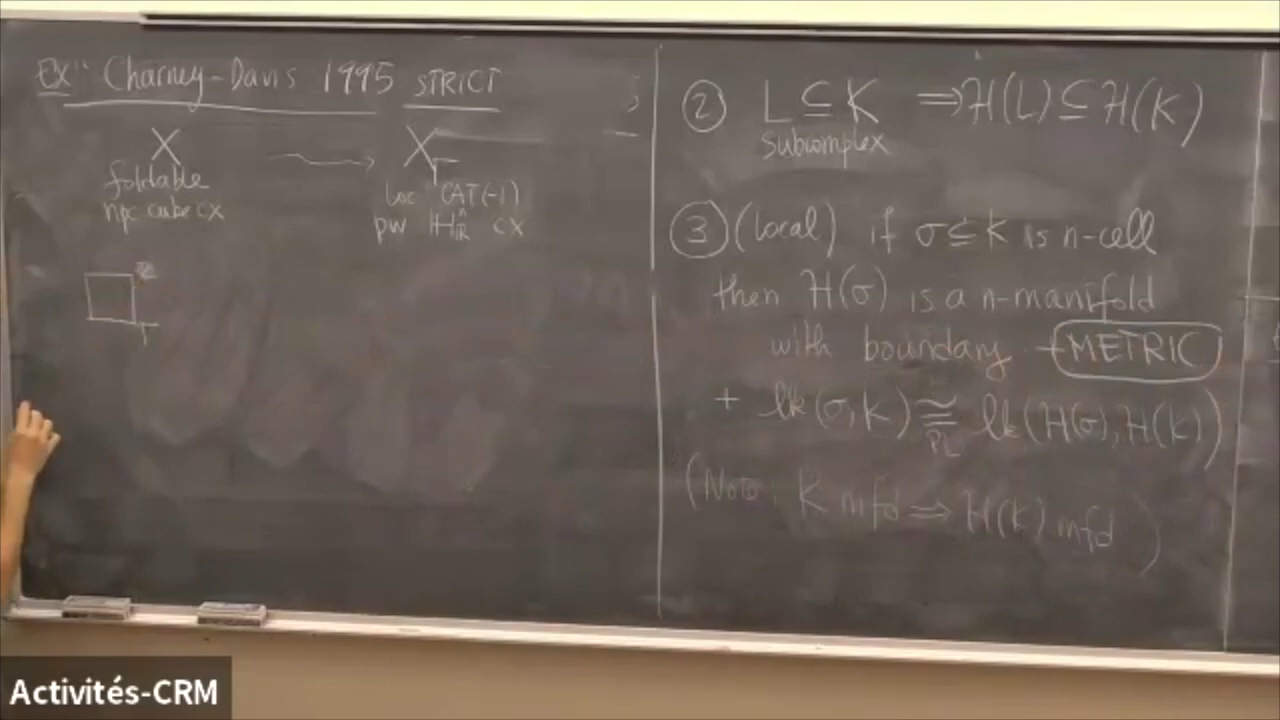 EX: Charney-Davis 1995 STRICT
X
foldable
npc cube cx
X_Γ
loc CAT(-1)
pw ℍ^n_ℝ cx
② L ⊆ K ⇒ H(L) ⊆ H(K)
subcomplex
③ (local) if σ ⊆ K is n-cell
then H(σ) is a n-manifold
with boundary + METRIC
+ lk(σ,K) ≅_PL lk(H(σ),H(K))
(Note: K mfd ⇒ H(K) mfd)
Activités-CRM